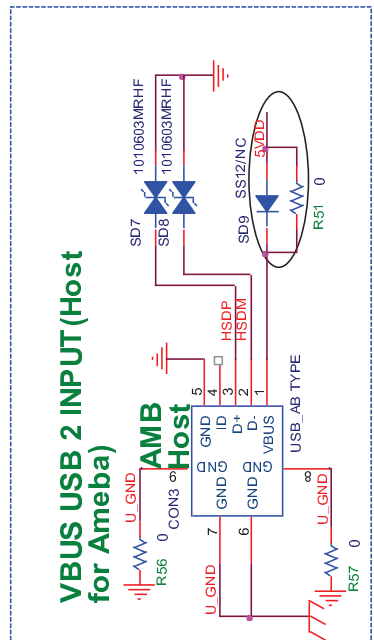 1010603MRHF
1010603MRHF
SD7
SD8
5VDD
SS12/NC
SD9
0
R51
VBUS USB 2 INPUT(Host
for Ameba)
HSDP
HSDM
5
4
3
2
1
GND
ID
D+
D-
VBUS
USB_AB TYPE
AMB
Host
GND
GND
9
8
GND
GND
CON3
7
6
U_GND
0
R56
U_GND
U_GND
0
R57